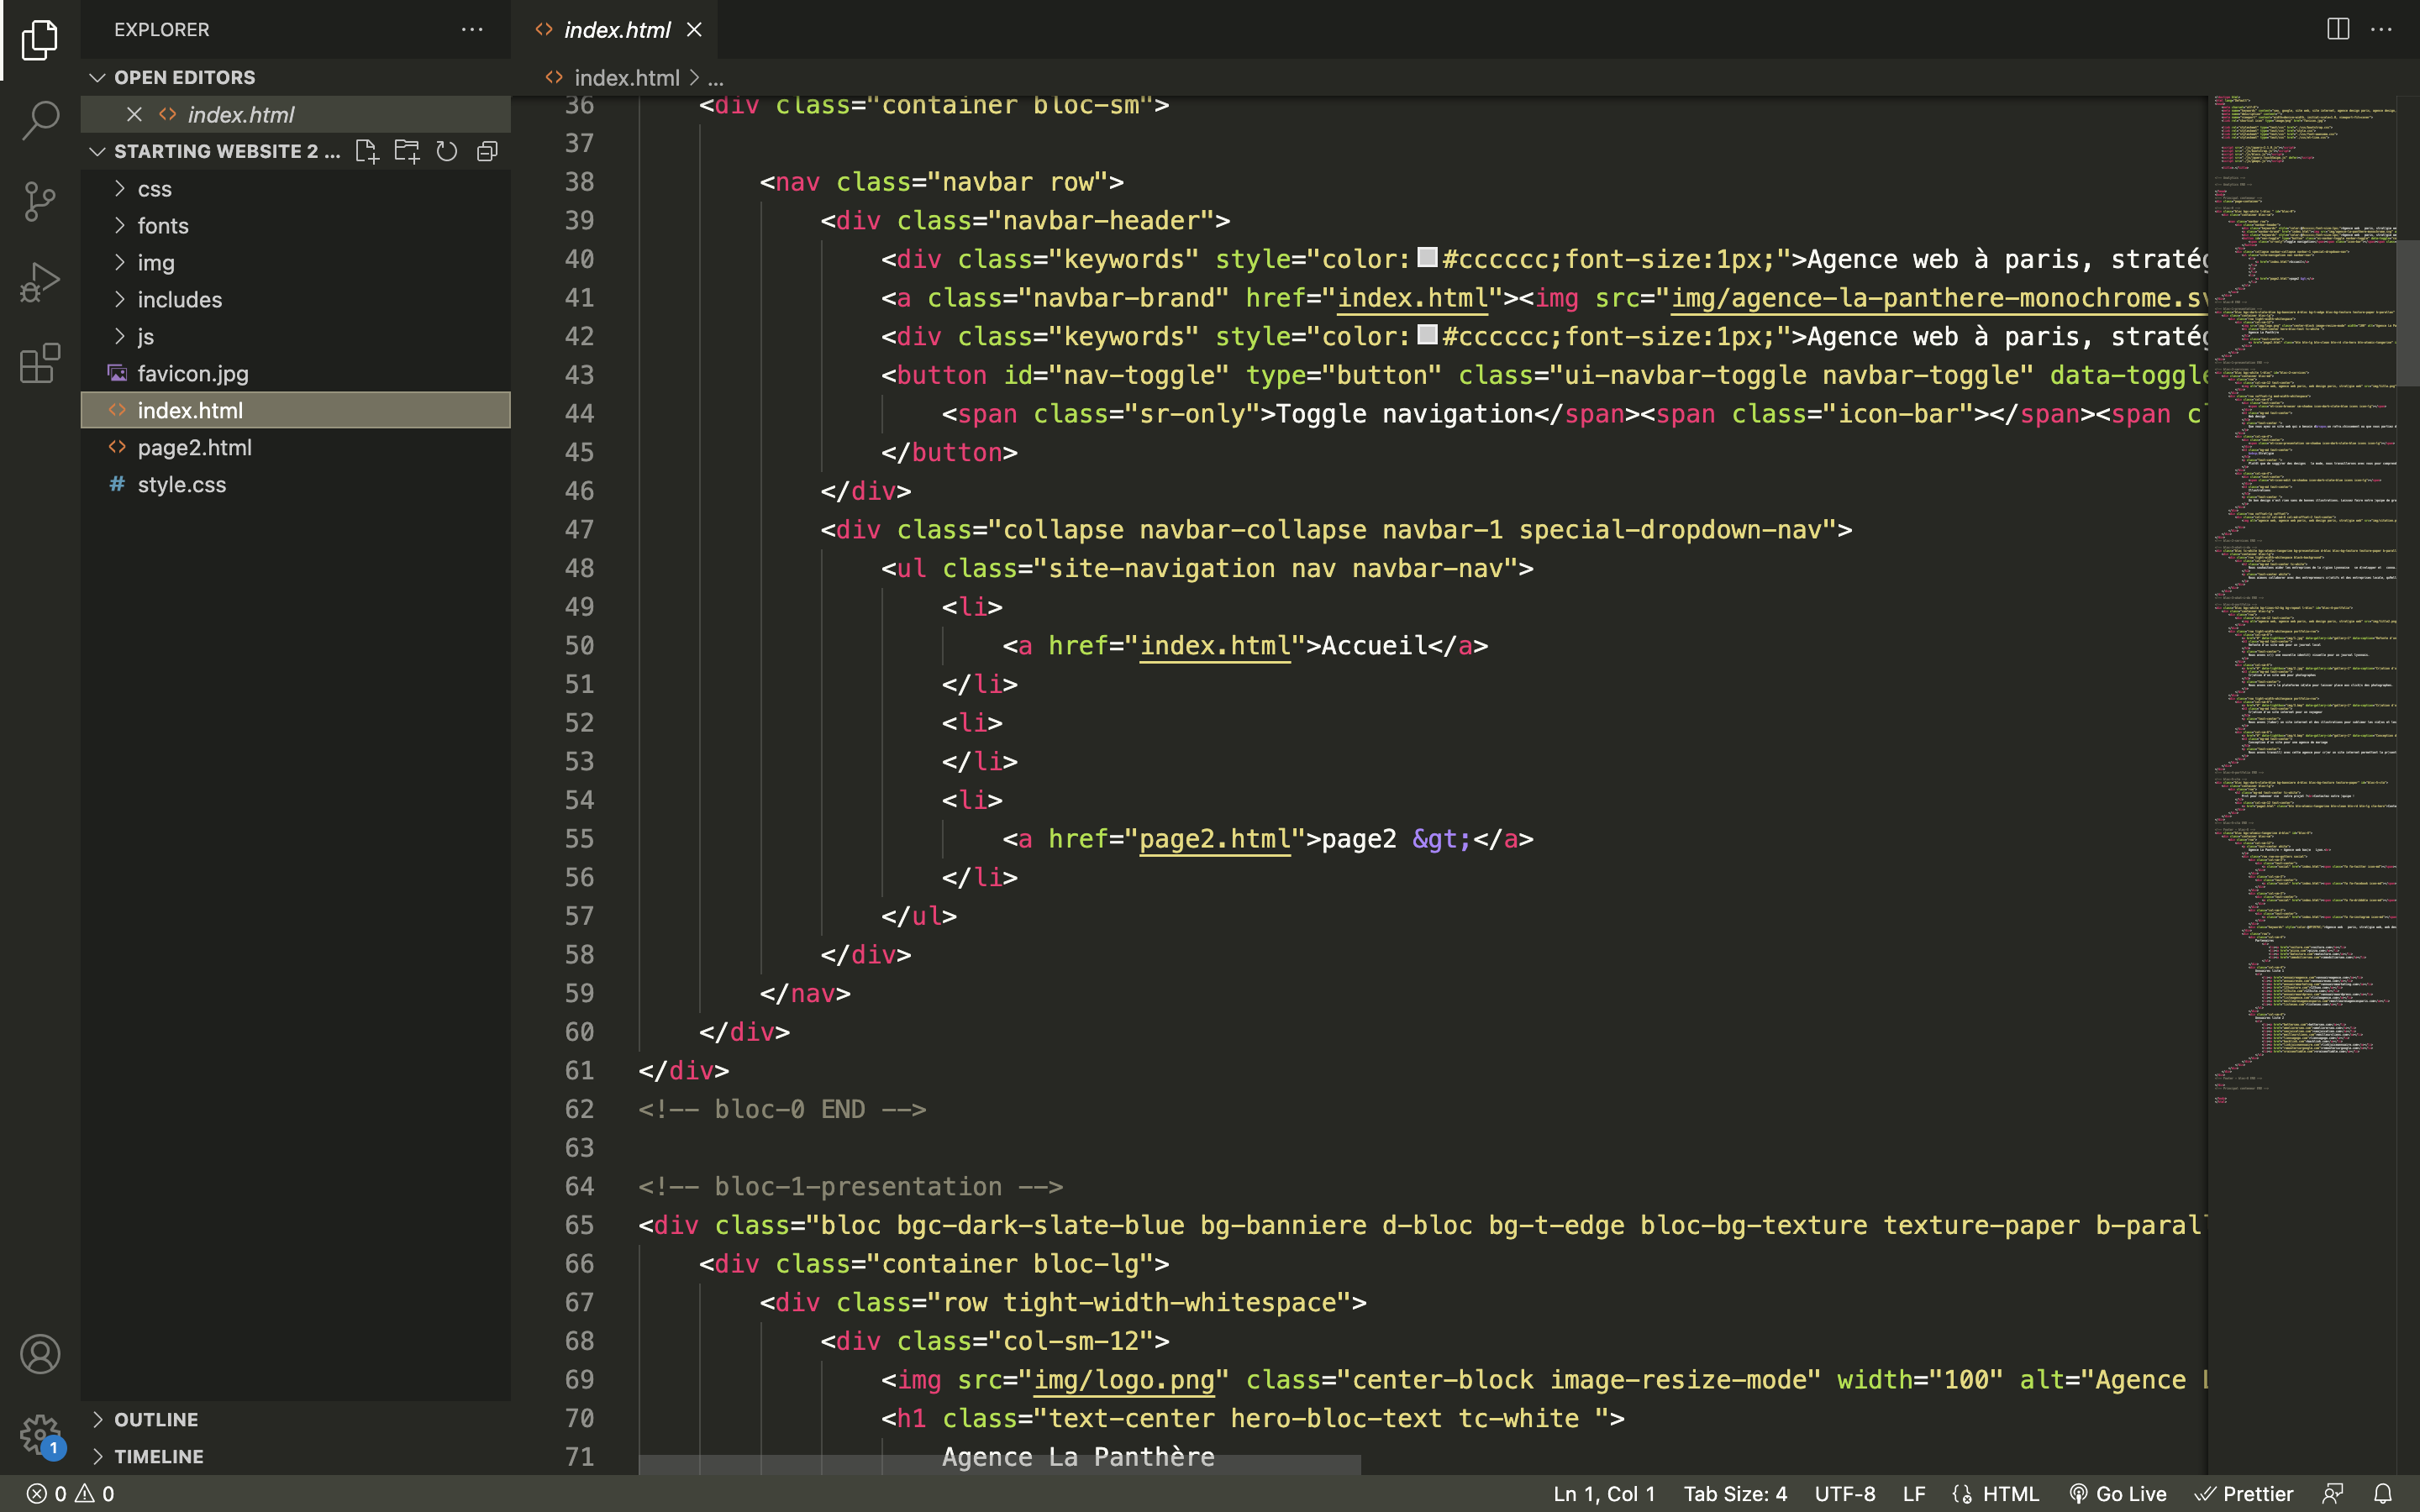 EXPLORER
OPEN EDITORS
index.html
STARTING WEBSITE 2 ...
css
fonts
img
includes
js
favicon.jpg
index.html
page2.html
style.css
OUTLINE
TIMELINE
index.html
index.html > ...
36 <div class="container bloc-sm">
37
38 <nav class="navbar row">
39 <div class="navbar-header">
40 <div class="keywords" style="color:#cccccc;font-size:1px;">Agence web à paris,
41 <a class="navbar-brand" href="index.html"><img src="img/agence-la-panthere-monochrome.sv
42 <div class="keywords" style="color:#cccccc;font-size:1px;">Agence web à paris,
43 <button id="nav-toggle" type="button" class="ui-navbar-toggle navbar-toggle" data-toggle
44 <span class="sr-only">Toggle navigation</span><span class="icon-bar"></span><span c
45 </button>
46 </div>
47 <div class="collapse navbar-collapse navbar-1 special-dropdown-nav">
48 <ul class="site-navigation nav navbar-nav">
49 <li>
50 <a href="index.html">Accueil</a>
51 </li>
52 <li>
53 </li>
54 <li>
55 <a href="page2.html">page2 &gt;</a>
56 </li>
57 </ul>
58 </div>
59 </nav>
60 </div>
61 </div>
62 <!-- bloc-0 END -->
63
64 <!-- bloc-1-presentation -->
65 <div class="bloc bgc-dark-slate-blue bg-banniere d-bloc bg-t-edge bloc-bg-texture texture-paper b-paral
66 <div class="container bloc-lg">
67 <div class="row tight-width-whitespace">
68 <div class="col-sm-12">
69 <img src="img/logo.png" class="center-block image-resize-mode" width="100" alt="Agence L
70 <h1 class="text-center hero-bloc-text tc-white ">
71 Agence La Panthère
1
0 0
Ln 1, Col 1 Tab Size: 4 UTF-8 LF HTML Go Live Prettier